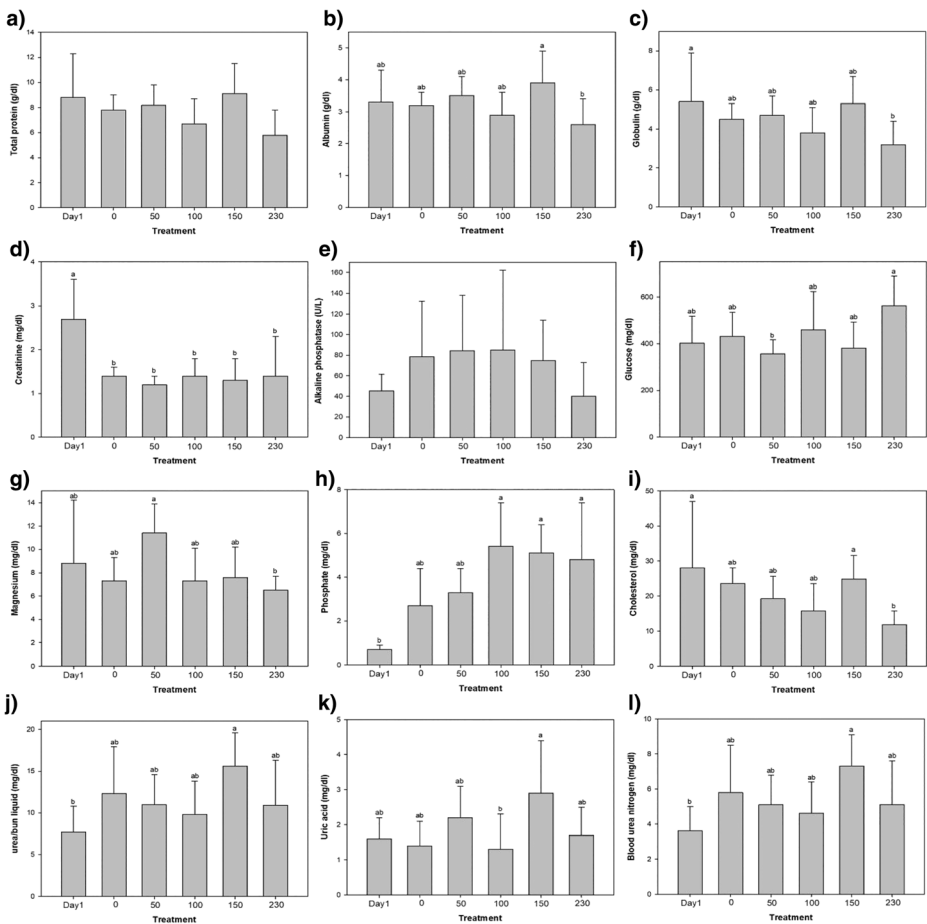 a)
14
12
10
8
6
4
2
0
Total protein (g/dl)
Day1 0 50 100 150 230
Treatment
b)
5
4
3
2
1
0
Albumin (g/dl)
ab ab ab ab a b
Day1 0 50 100 150 230
Treatment
c)
8
6
4
2
0
Globulin (g/dl)
a ab ab ab ab b
Day1 0 50 100 150 230
Treatment
d)
4
3
2
1
0
Creatinine (mg/dl)
a b b b b b
Day1 0 50 100 150 230
Treatment
e)
160
140
120
100
80
60
40
20
0
Alkaline phosphatase (U/L)
Day1 0 50 100 150 230
Treatment
f)
600
400
200
0
Glucose (mg/dl)
ab ab b ab ab a
Day1 0 50 100 150 230
Treatment
g)
14
12
10
8
6
4
2
0
Magnesium (mg/dl)
ab ab a ab ab b
Day1 0 50 100 150 230
Treatment
h)
8
6
4
2
0
Phosphate (mg/dl)
b ab ab a a a
Day1 0 50 100 150 230
Treatment
i)
50
40
30
20
10
0
Cholesterol (mg/dl)
a ab ab ab a b
Day1 0 50 100 150 230
Treatment
j)
20
15
10
5
0
urea/bun liquid (mg/dl)
b ab ab ab a ab
Day1 0 50 100 150 230
Treatment
k)
5
4
3
2
1
0
Uric acid (mg/dl)
ab ab ab b a ab
Day1 0 50 100 150 230
Treatment
l)
10
8
6
4
2
0
Blood urea nitrogen (mg/dl)
b ab ab ab a ab
Day1 0 50 100 150 230
Treatment